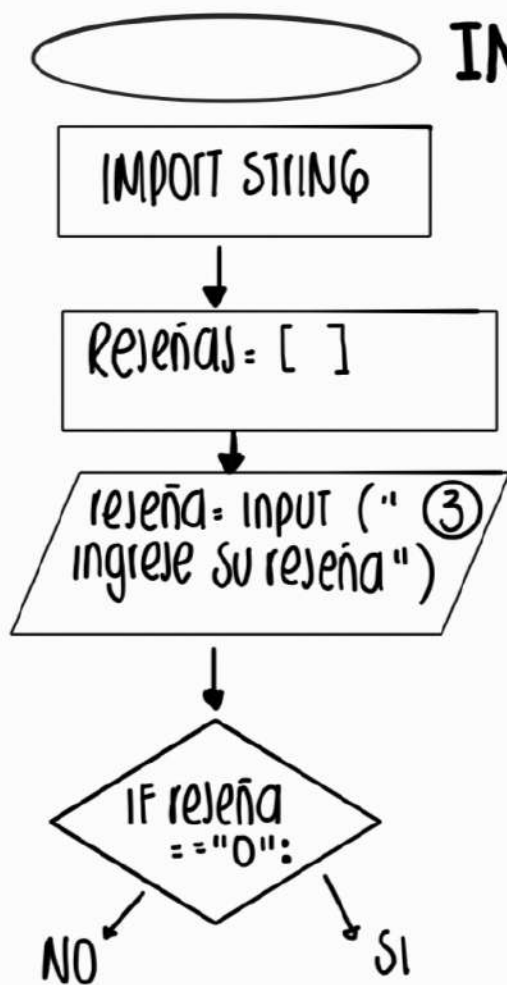 IN
IMPORT STRING
Reseñas= [ ]
reseña= INPUT (" ③
ingrese su reseña")
IF reseña
=="0":
NO
SI